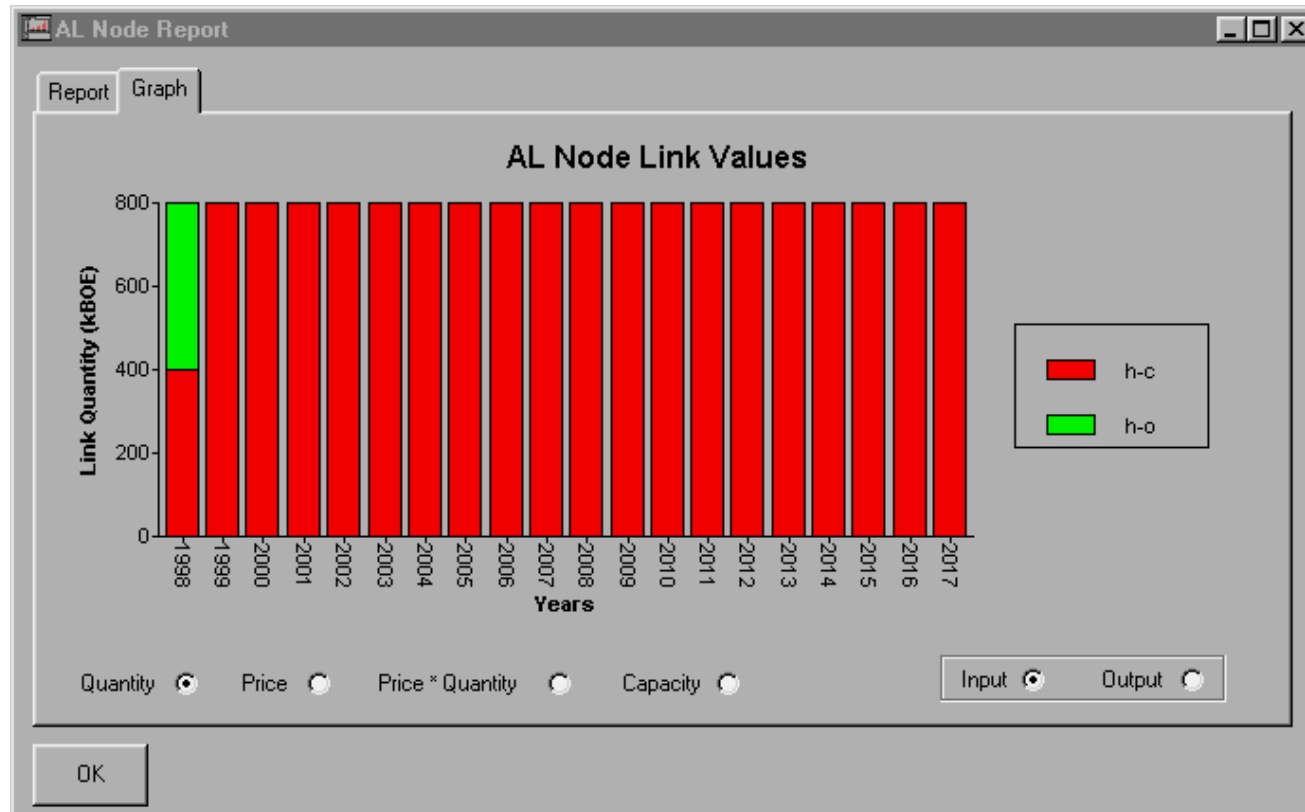 AL Node Report
Report Graph
AL Node Link Values
Link Quantity (kBOE)
800
600
400
200
0
1998 1999 2000 2001 2002 2003 2004 2005 2006 2007 2008 2009 2010 2011 2012 2013 2014 2015 2016 2017
Years
h-c
h-o
Quantity Price Price * Quantity Capacity Input Output
OK